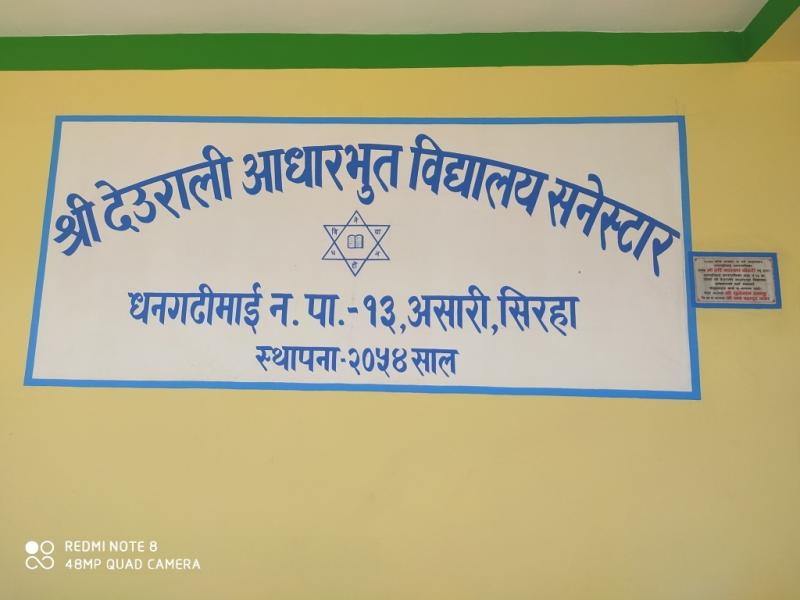 श्री देउराली आधारभुत विद्यालय सनेस्टार
धनगढीमाई न. पा.-१३,असारी,सिरहा
स्थापना-२०५४ साल
REDMI NOTE 8
48MP QUAD CAMERA